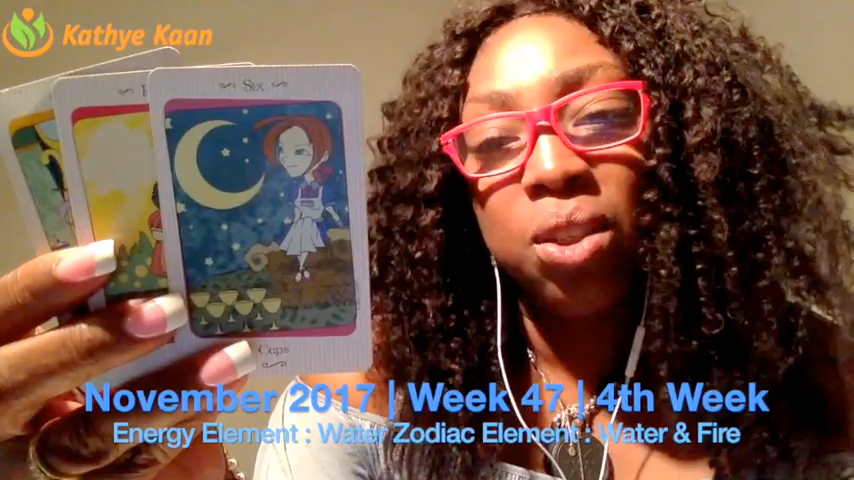 Kathye Kaan
Six
Cups
November 2017 | Week 47 | 4th Week
Energy Element : Water Zodiac Element : Water & Fire